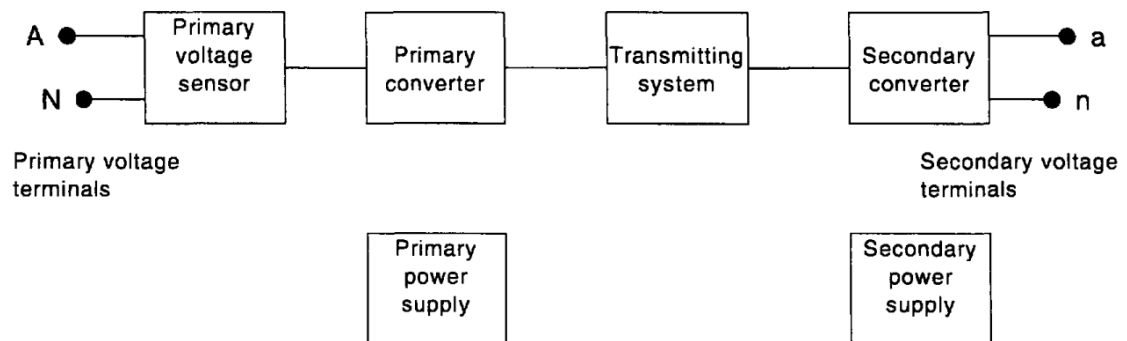 A
N
Primary
voltage
sensor
Primary
converter
Transmitting
system
Secondary
converter
a
n
Primary voltage
terminals
Secondary voltage
terminals
Primary
power
supply
Secondary
power
supply